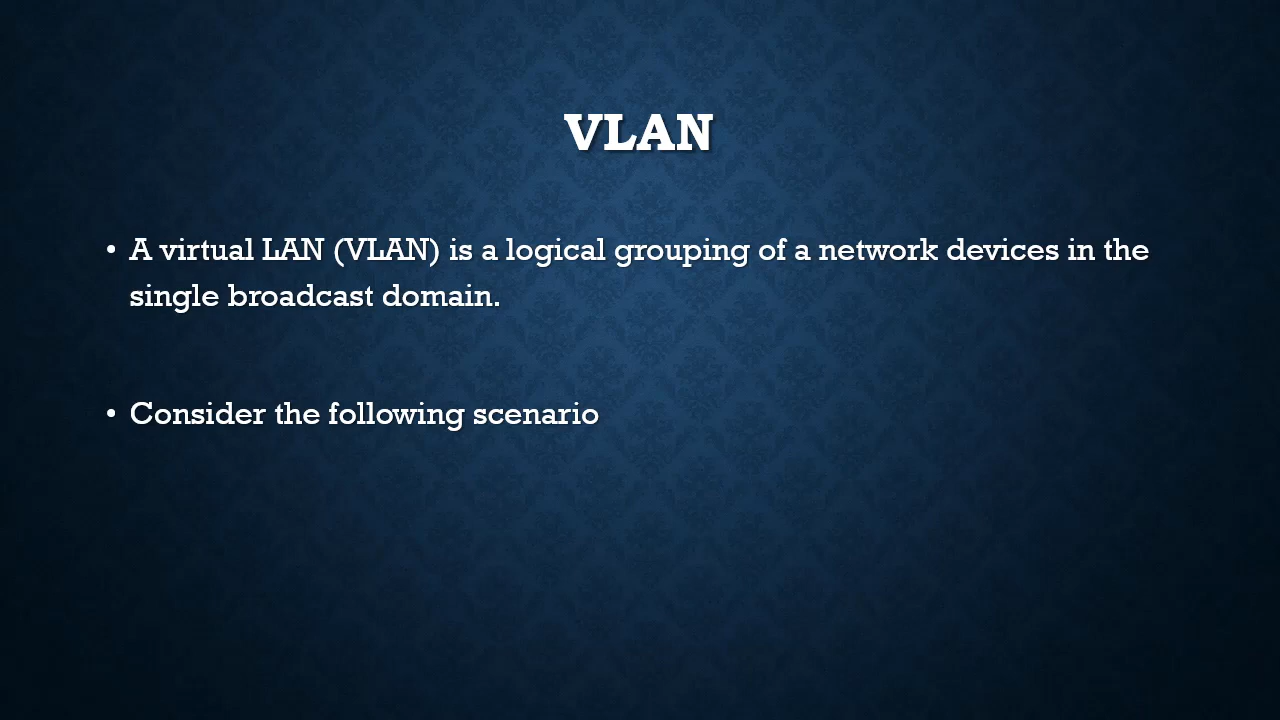 VLAN
• A virtual LAN (VLAN) is a logical grouping of a network devices in the
single broadcast domain.
• Consider the following scenario